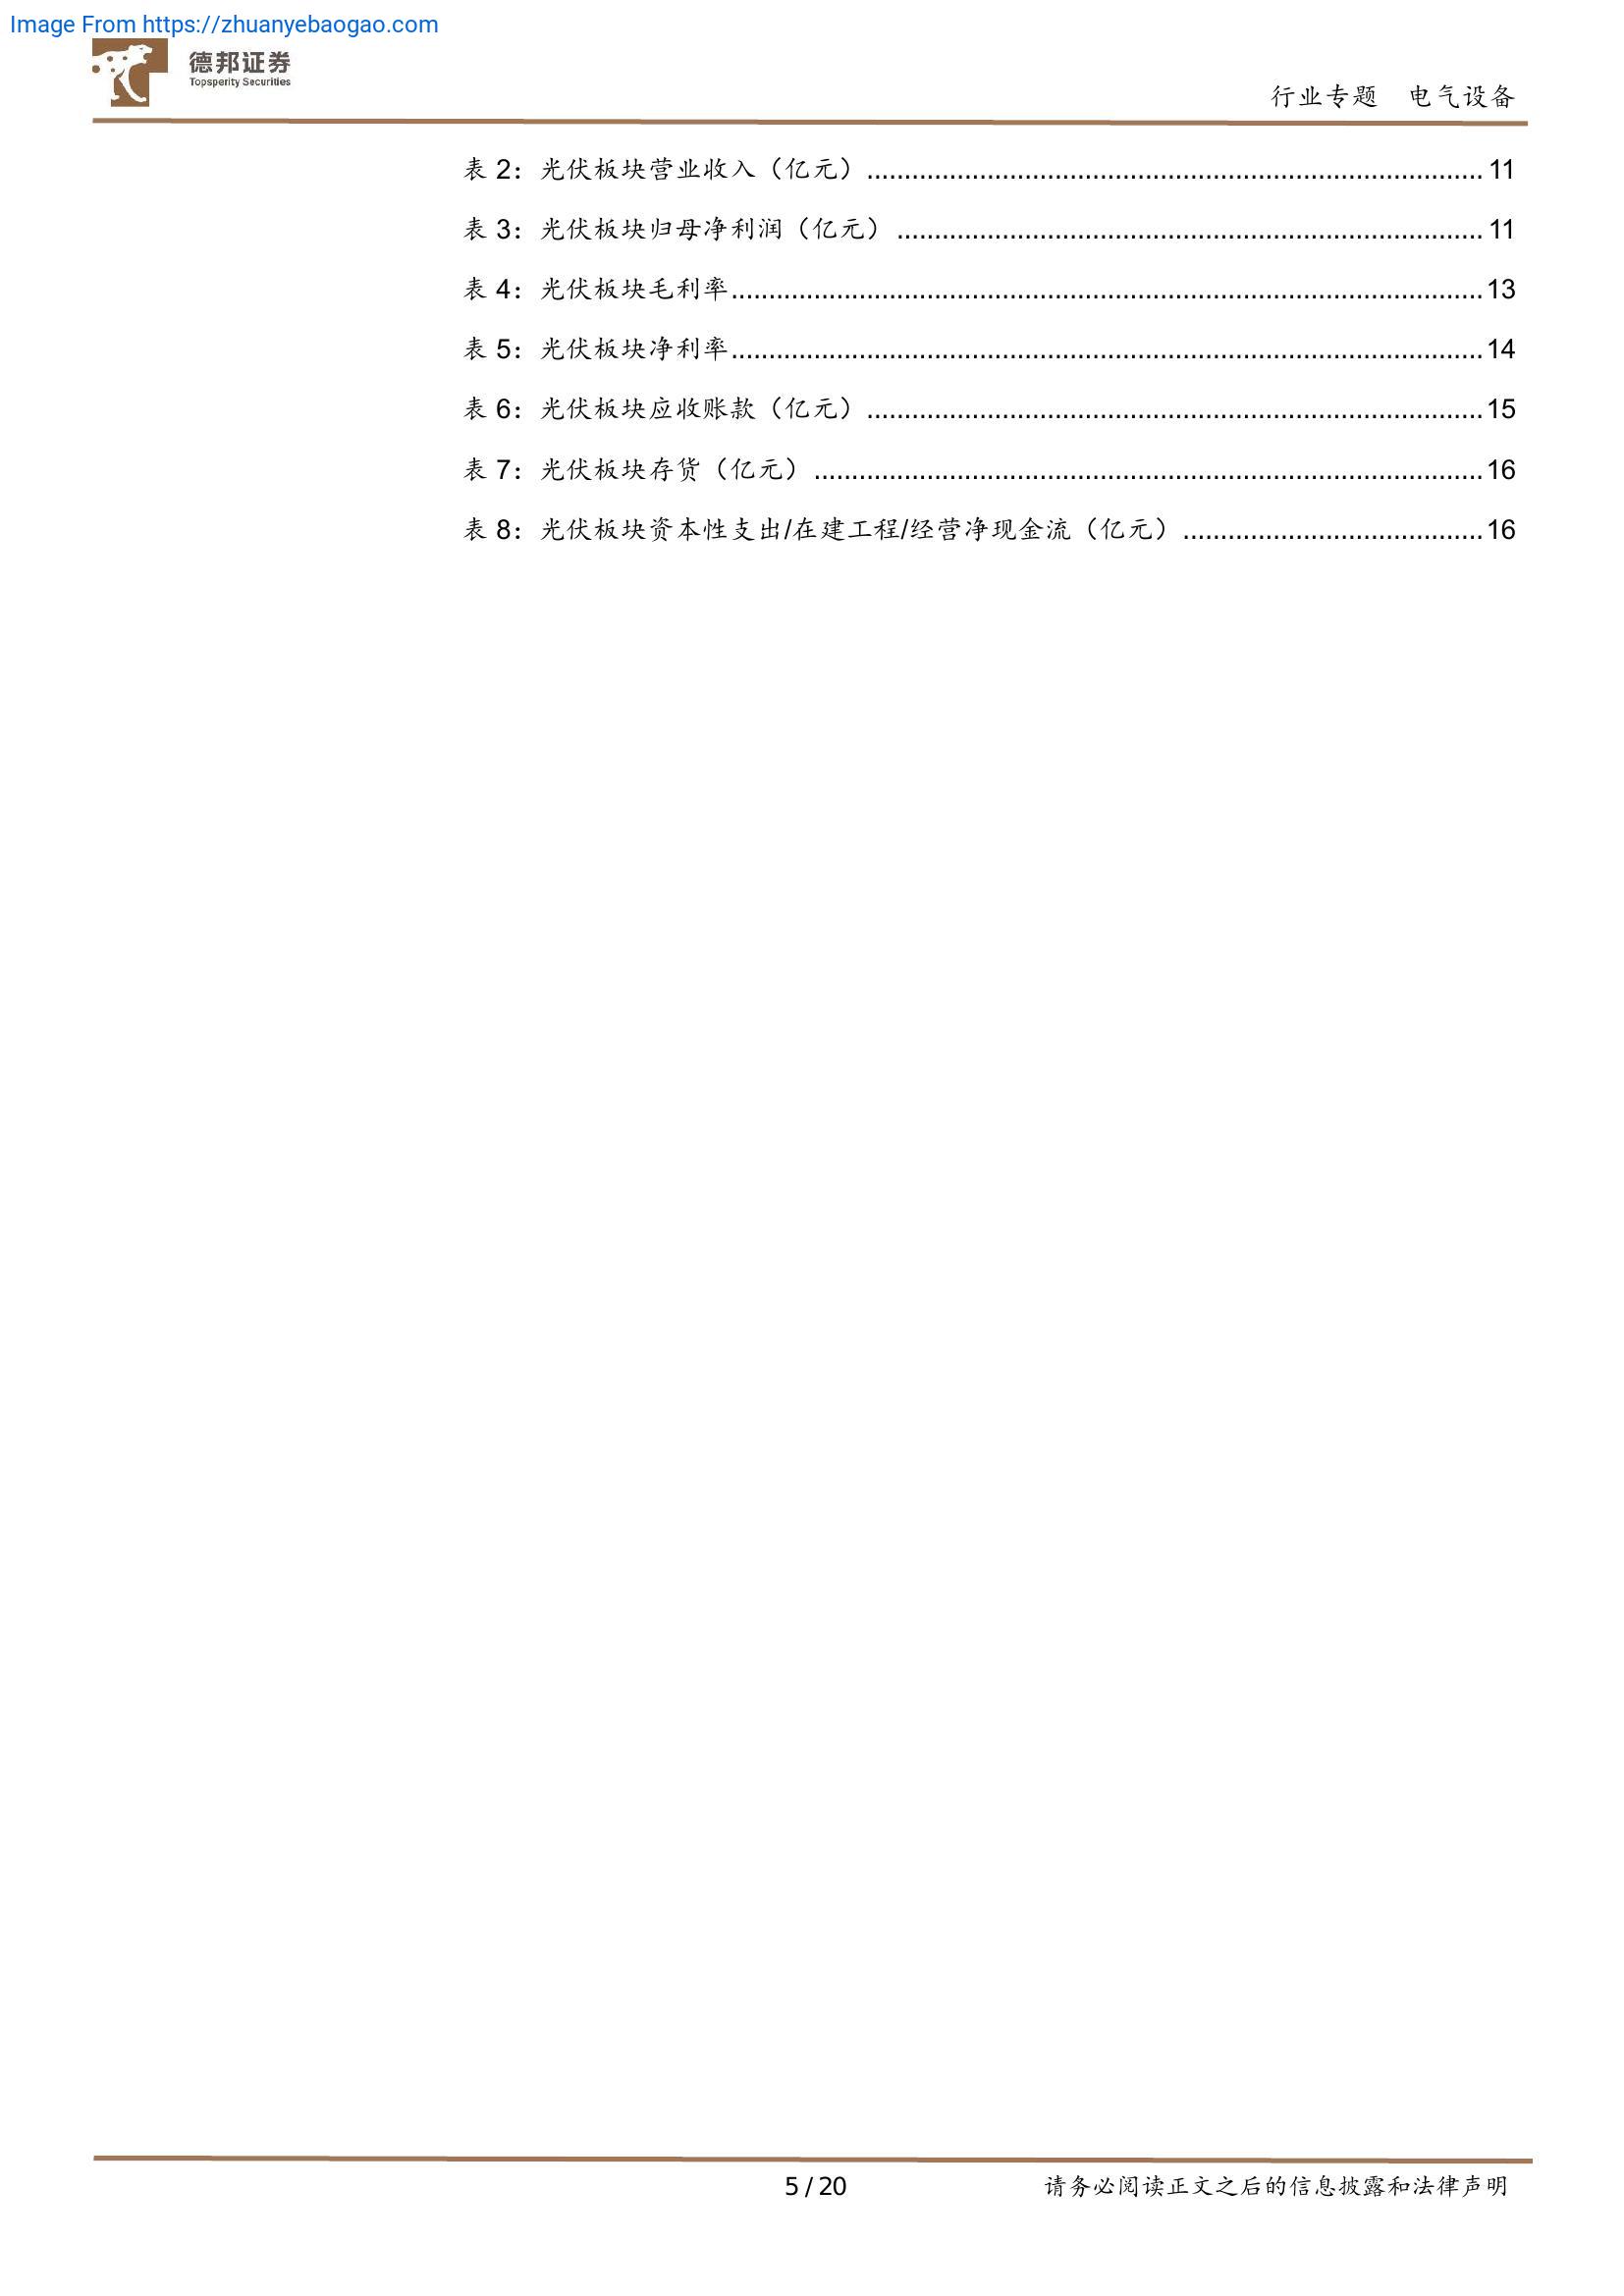 Image From https://zhuanyebaogao.com
德邦证券
Topsperity Securities
行业专题 电气设备
表 2：光伏板块营业收入（亿元）..................................................................................11
表 3：光伏板块归母净利润（亿元）..............................................................................11
表 4：光伏板块毛利率....................................................................................................13
表 5：光伏板块净利率....................................................................................................14
表 6：光伏板块应收账款（亿元）..................................................................................15
表 7：光伏板块存货（亿元）.........................................................................................16
表 8：光伏板块资本性支出/在建工程/经营净现金流（亿元）........................................16
5 / 20
请务必阅读正文之后的信息披露和法律声明